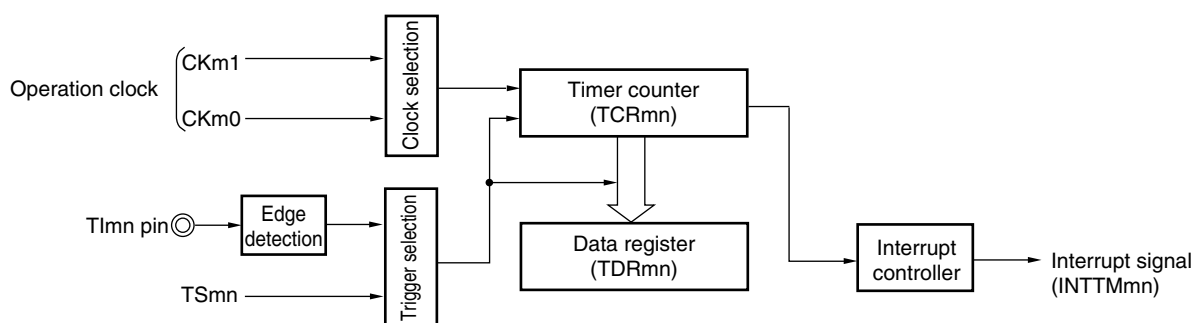 Operation clock
CKm1
CKm0
Clock selection
Timer counter
(TCRmn)
TImn pin
Edge
detection
TSmn
Trigger selection
Data register
(TDRmn)
Interrupt
controller
Interrupt signal
(INTTMmn)